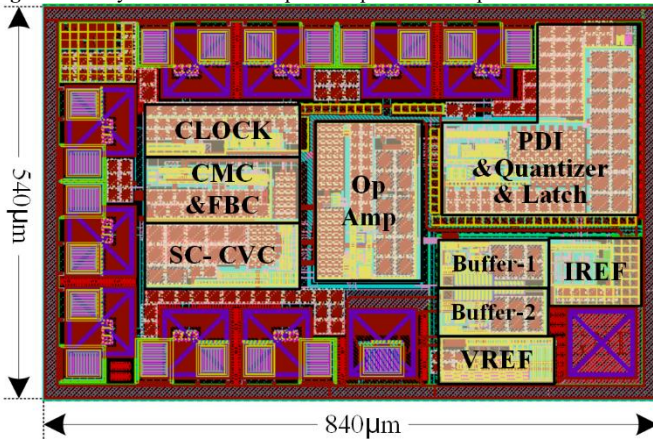 CLOCK
CMC
&FBC
SC- CVC
Op
Amp
PDI
&Quantizer
& Latch
Buffer-1
Buffer-2
VREF
IREF
540μm
840μm